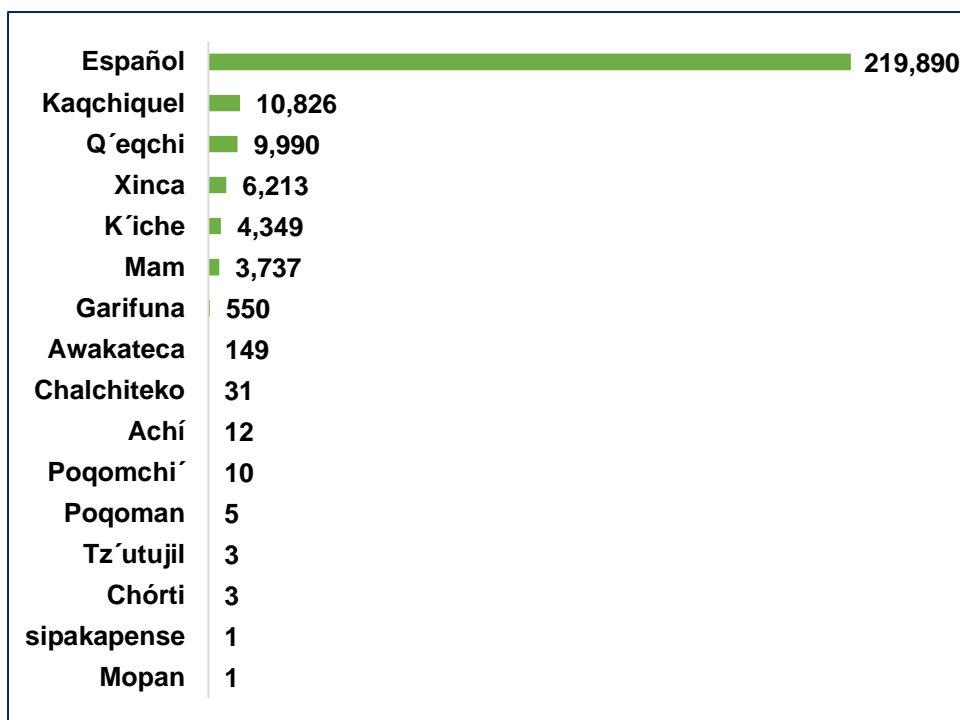 Español 219,890
Kaqchiquel 10,826
Q´eqchi 9,990
Xinca 6,213
K´iche 4,349
Mam 3,737
Garifuna 550
Awakateca 149
Chalchiteko 31
Achí 12
Poqomchi´ 10
Poqoman 5
Tz´utujil 3
Chórti 3
sipakapense 1
Mopan 1